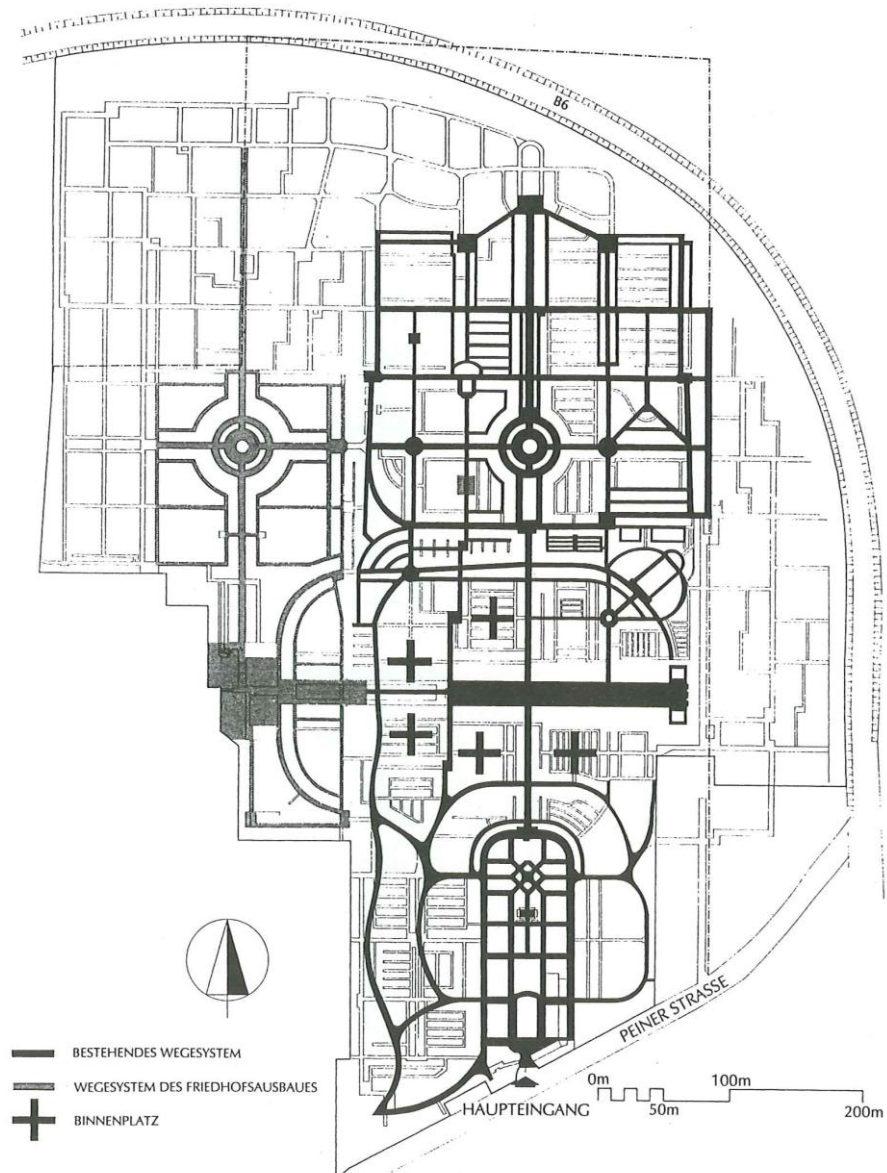 B6
PEINER STRASSE
BESTEHENDES WEGESYSTEM
WEGESYSTEM DES FRIEDHOFSAUSBAUES
BINNENPLATZ
HAUPTEINGANG
0m 100m
50m 200m